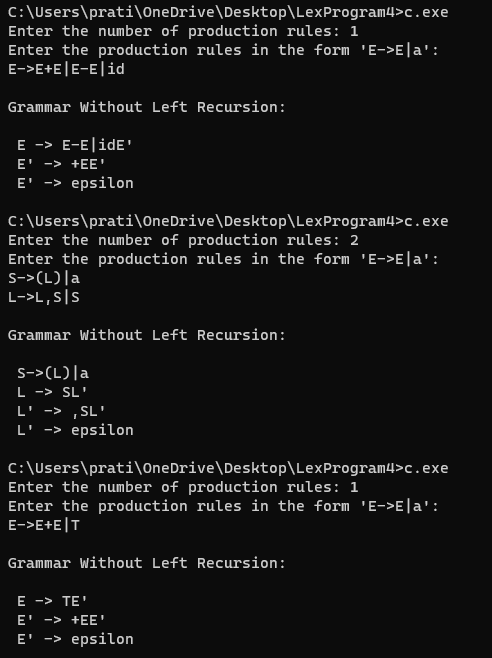 C:\Users\prati\OneDrive\Desktop\LexProgram4>c.exe
Enter the number of production rules: 1
Enter the production rules in the form 'E->E|a':
E->E+E|E-E|id
Grammar Without Left Recursion:
E -> E-E|idE'
E' -> +EE'
E' -> epsilon
C:\Users\prati\OneDrive\Desktop\LexProgram4>c.exe
Enter the number of production rules: 2
Enter the production rules in the form 'E->E|a':
S->(L)|a
L->L,S|S
Grammar Without Left Recursion:
S->(L)|a
L -> SL'
L' -> ,SL'
L' -> epsilon
C:\Users\prati\OneDrive\Desktop\LexProgram4>c.exe
Enter the number of production rules: 1
Enter the production rules in the form 'E->E|a':
E->E+E|T
Grammar Without Left Recursion:
E -> TE'
E' -> +EE'
E' -> epsilon